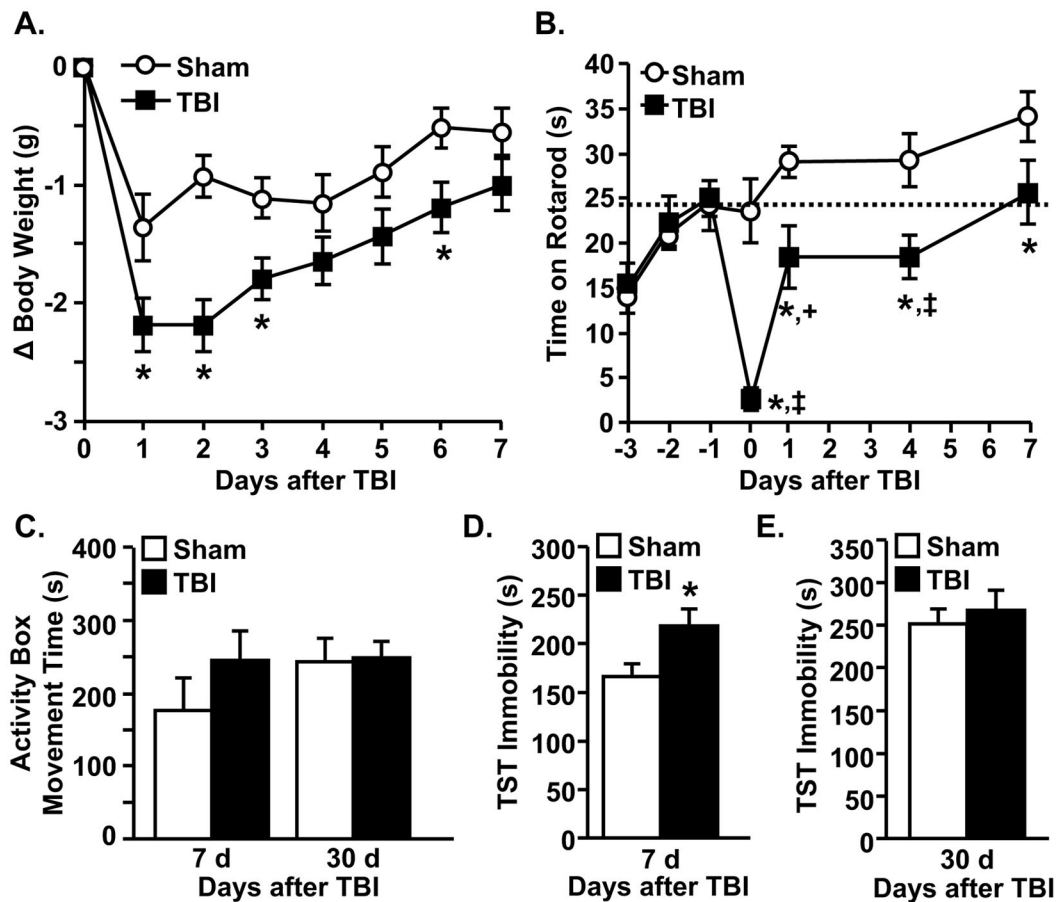 A.
0
-1
-2
-3
Δ Body Weight (g)
Sham
TBI
*
*
*
*
0 1 2 3 4 5 6 7
Days after TBI
B.
40
35
30
25
20
15
10
5
0
Time on Rotarod (s)
Sham
TBI
*,‡
*,+
*,‡
*
-3 -2 -1 0 1 2 3 4 5 6 7
Days after TBI
C.
400
300
200
100
0
Activity Box
Movement Time (s)
Sham
TBI
7 d 30 d
Days after TBI
D.
300
250
200
150
100
50
0
TST Immobility (s)
Sham
TBI
*
7 d
Days after TBI
E.
350
300
250
200
150
100
50
0
TST Immobility (s)
Sham
TBI
30 d
Days after TBI